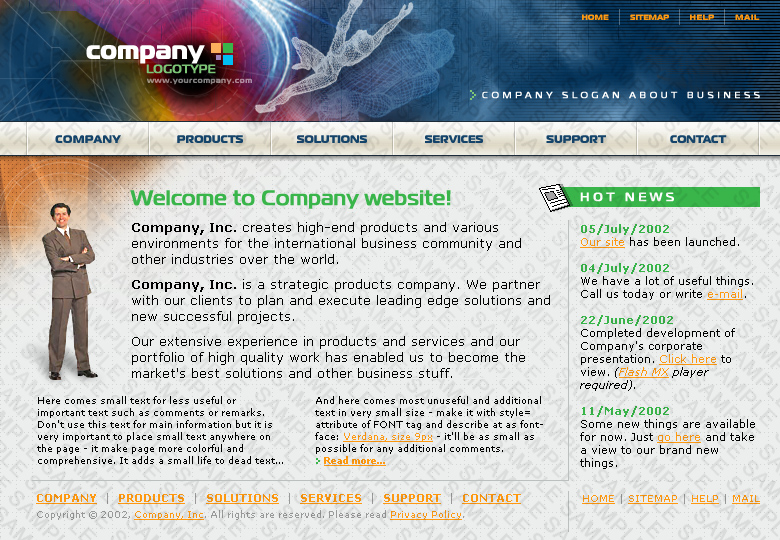 HOME | SITEMAP | HELP | MAIL
company
LOGOTYPE
www.yourcompany.com
COMPANY SLOGAN ABOUT BUSINESS
COMPANY PRODUCTS SOLUTIONS SERVICES SUPPORT CONTACT
Welcome to Company website!
Company, Inc. creates high-end products and various
environments for the international business community and
other industries over the world.
Company, Inc. is a strategic products company. We partner
with our clients to plan and execute leading edge solutions and
new successful projects.
Our extensive experience in products and services and our
portfolio of high quality work has enabled us to become the
market's best solutions and other business stuff.
Here comes small text for less useful or
important text such as comments or remarks.
Don't use this text for main information but it is
very important to place small text anywhere on
the page - it make page more colorful and
comprehensive. It adds a small life to dead text...
And here comes most unuseful and additional
text in very small size - make it with style=
attribute of FONT tag and describe at as font-
face: Verdana, size 9px - it'll be as small as
possible for any additional comments.
Read more...
HOT NEWS
05/July/2002
Our site has been launched.
04/July/2002
We have a lot of useful things.
Call us today or write e-mail.
22/June/2002
Completed development of
Company's corporate
presentation. Click here to
view. (Flash MX player
required).
11/May/2002
Some new things are available
for now. Just go here and take
a view to our brand new
things.
COMPANY | PRODUCTS | SOLUTIONS | SERVICES | SUPPORT | CONTACT
Copyright © 2002, Company, Inc. All rights are reserved. Please read Privacy Policy.
HOME | SITEMAP | HELP | MAIL